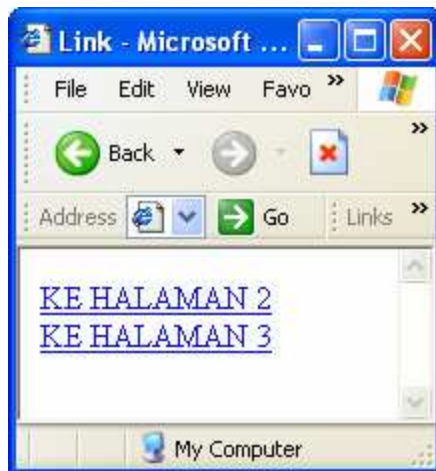 Link - Microsoft ...
File Edit View Favo »
Back »
Address Go Links »
KE HALAMAN 2
KE HALAMAN 3
My Computer